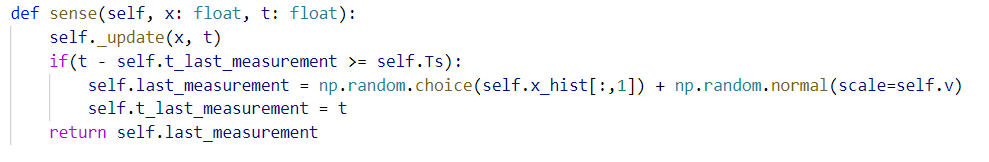 def sense(self, x: float, t: float):
    self._update(x, t)
    if(t - self.t_last_measurement >= self.Ts):
        self.last_measurement = np.random.choice(self.x_hist[:,1]) + np.random.normal(scale=self.v)
        self.t_last_measurement = t
    return self.last_measurement